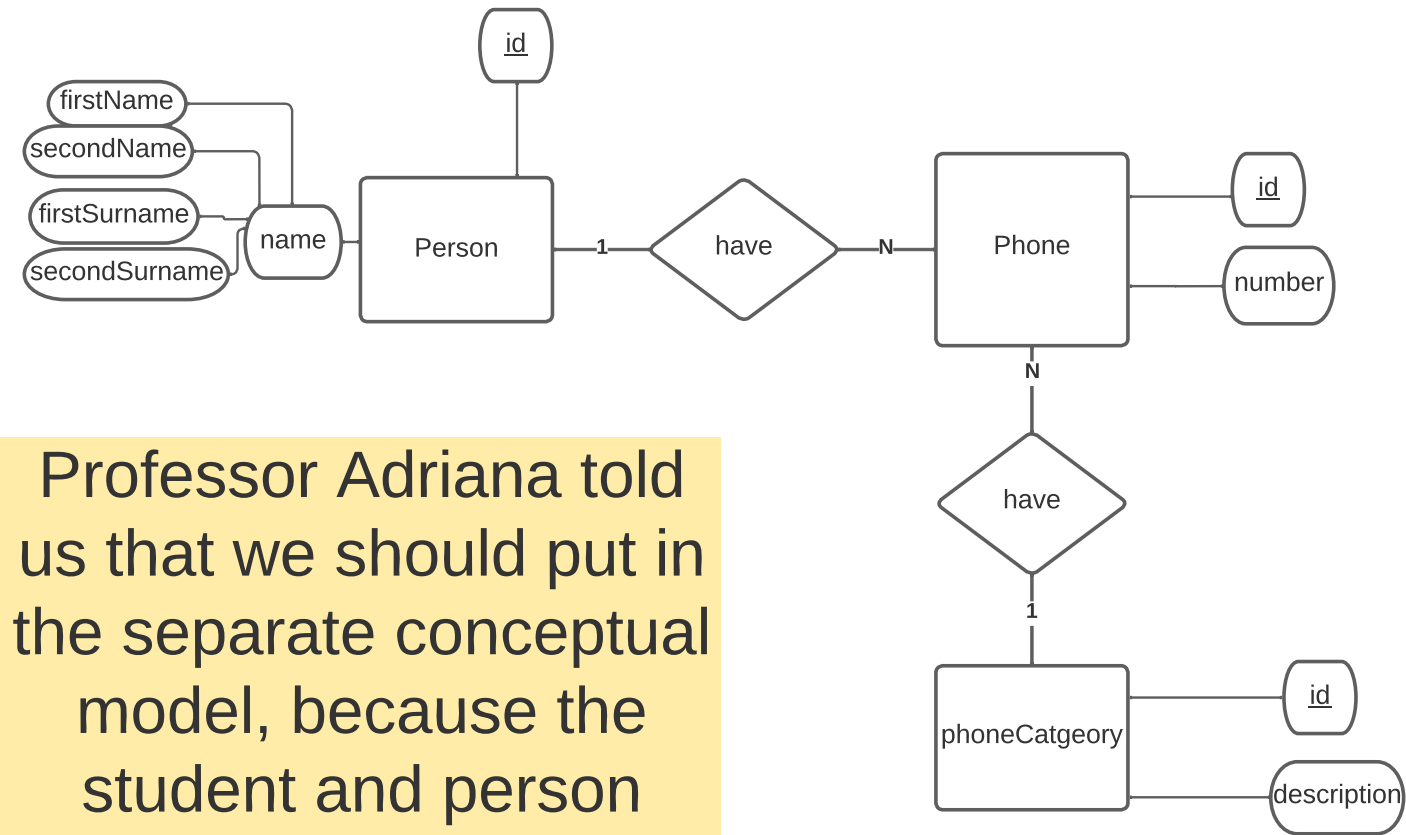 id
firstName
secondName
firstSurname
secondSurname
name
Person
1
have
N
Phone
id
number
N
have
1
phoneCatgeory
id
description
Professor Adriana told
us that we should put in
the separate conceptual
model, because the
student and person